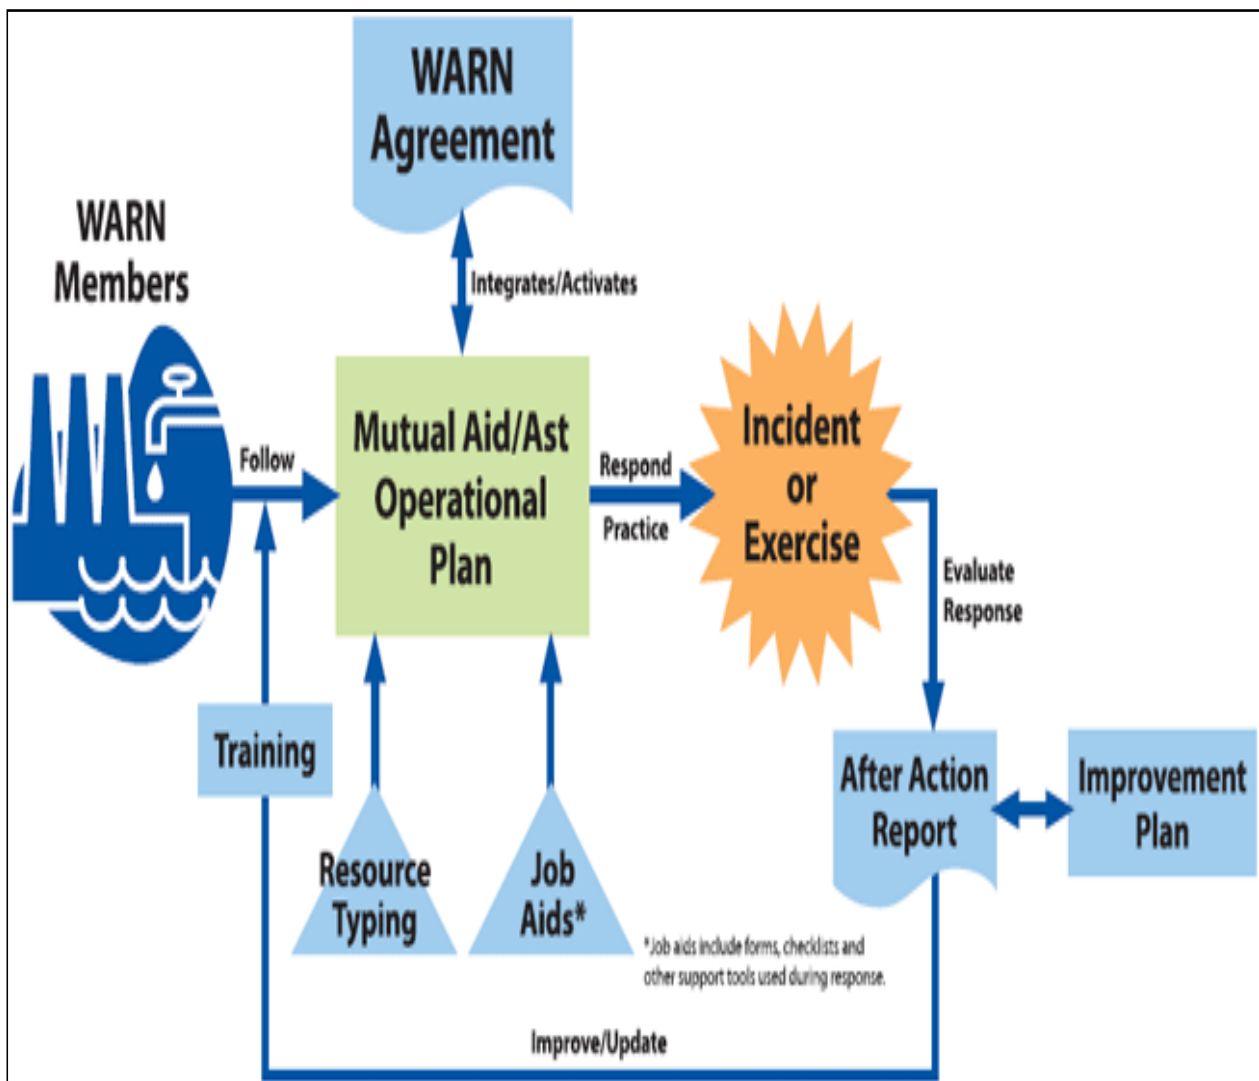 WARN
Agreement
WARN
Members
Integrates/Activates
Follow
Mutual Aid/Ast
Operational
Plan
Respond
Practice
Incident
or
Exercise
Evaluate
Response
Training
Resource
Typing
Job
Aids*
After Action
Report
Improvement
Plan
*Job aids include forms, checklists and
other support tools used during response.
Improve/Update